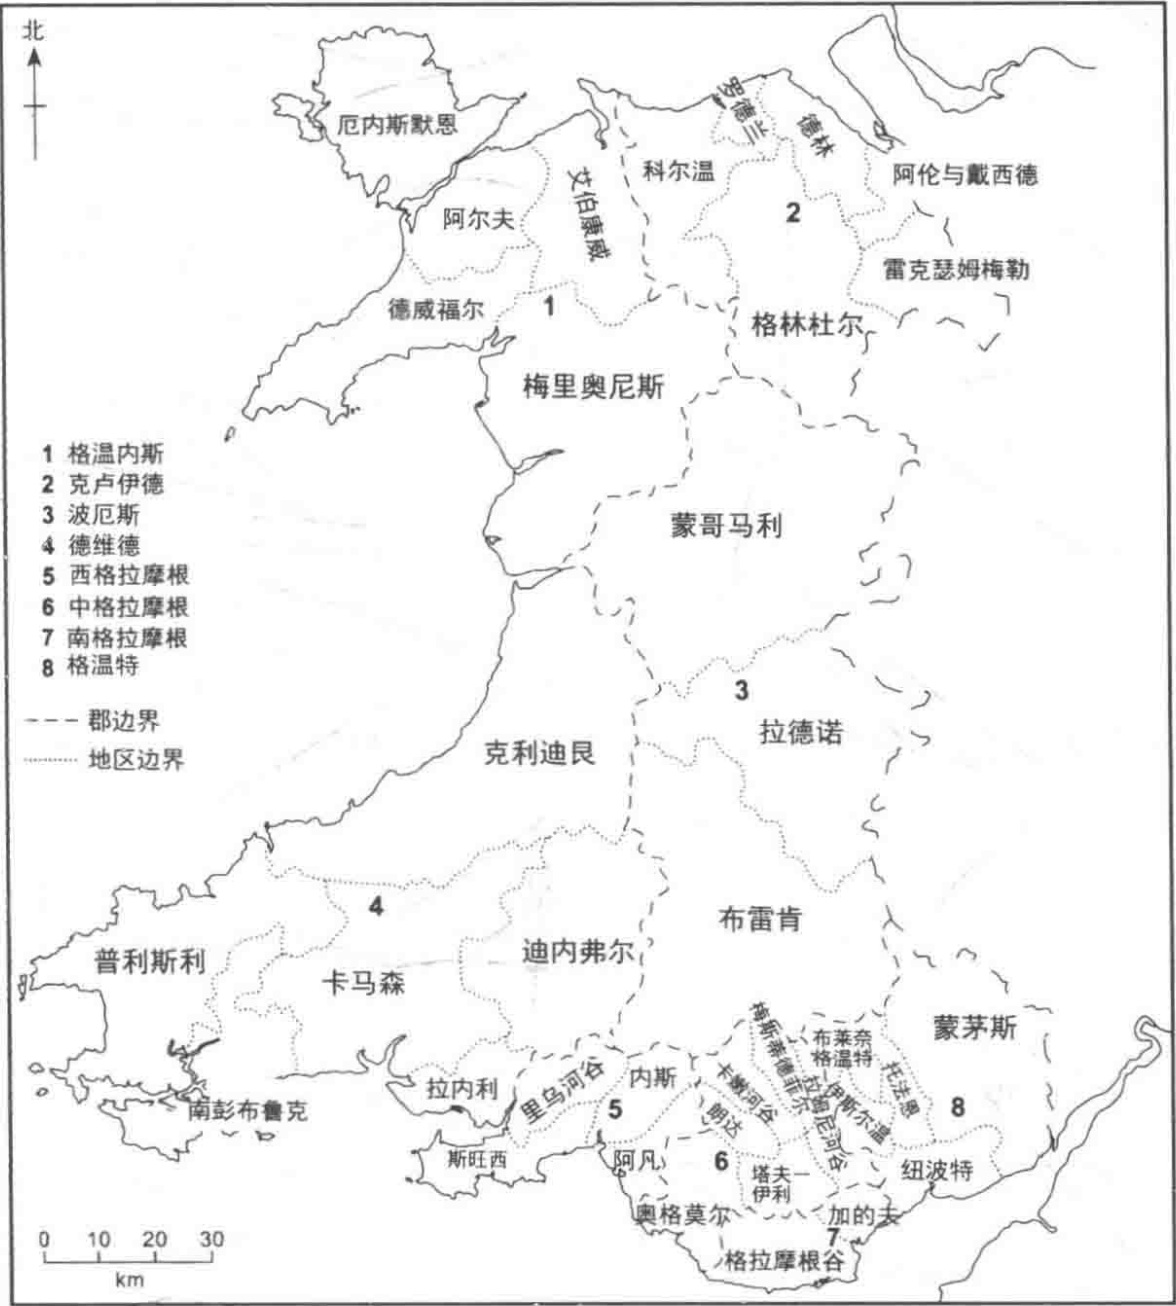 北
厄内斯默恩
罗德兰
德林
科尔温
阿伦与戴西德
艾伯康威
阿尔夫
2
雷克瑟姆梅勒
德威福尔
1
格林杜尔
梅里奥尼斯
1 格温内斯
2 克卢伊德
3 波厄斯
4 德维德
5 西格拉摩根
6 中格拉摩根
7 南格拉摩根
8 格温特
郡边界
地区边界
蒙哥马利
3
拉德诺
克利迪艮
4
布雷肯
普利斯利
迪内弗尔
卡马森
蒙茅斯
梅斯蒂德菲尔
布莱奈
格温特
托法恩
里乌河谷
内斯
卡嫩河谷
拉姆尼河谷
伊斯尔温
拉内利
南彭布鲁克
5
朗达
8
斯旺西
阿凡
6
塔夫一
伊利
纽波特
奥格莫尔
加的夫
7
格拉摩根谷
0 10 20 30
km